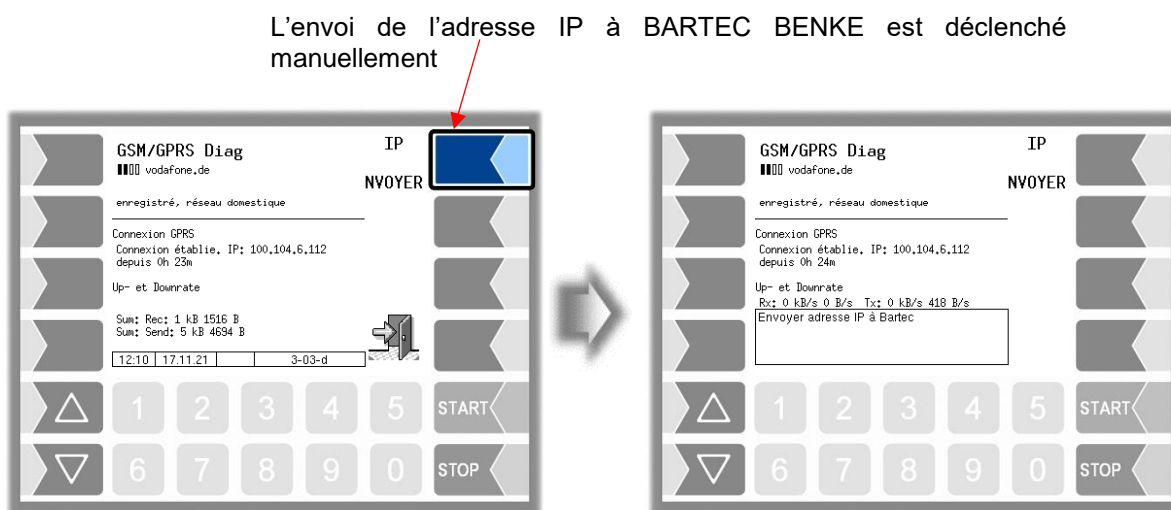 L'envoi de l'adresse IP à BARTEC BENKE est déclenché
manuellement
GSM/GPRS Diag
IP
vodafone.de
NVOYER
enregistré, réseau domestique
Connexion GPRS
Connexion établie, IP: 100.104.6.112
depuis 0h 23m
Up- et Downrate
Sum: Rec: 1 kB 1516 B
Sum: Send: 5 kB 4694 B
12:10 17.11.21 3-03-d
1 2 3 4 5 START
6 7 8 9 0 STOP
GSM/GPRS Diag
IP
vodafone.de
NVOYER
enregistré, réseau domestique
Connexion GPRS
Connexion établie, IP: 100.104.6.112
depuis 0h 24m
Up- et Downrate
Rx: 0 kB/s 0 B/s Tx: 0 kB/s 418 B/s
Envoyer adresse IP à Bartec
1 2 3 4 5 START
6 7 8 9 0 STOP